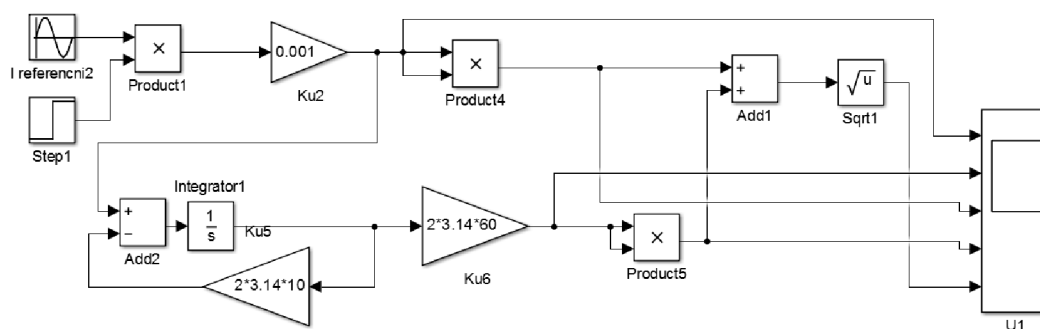 I referencni2
×
Product1
0.001
Ku2
×
Product4
+
+
Add1
√u
Sqrt1
Step1
+
−
Add2
Integrator1
1
s
Ku5
2*3.14*10
2*3.14*60
Ku6
×
Product5
U1